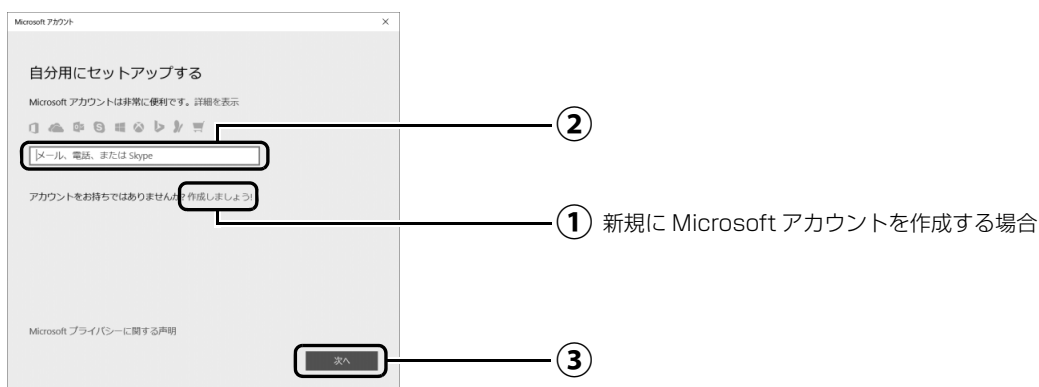 Microsoft アカウント
自分用にセットアップする
Microsoft アカウントは非常に便利です。詳細を表示
メール、電話、または Skype
②
アカウントをお持ちではありませんか? 作成しましょう!
① 新規に Microsoft アカウントを作成する場合
Microsoft プライバシーに関する声明
次へ
③